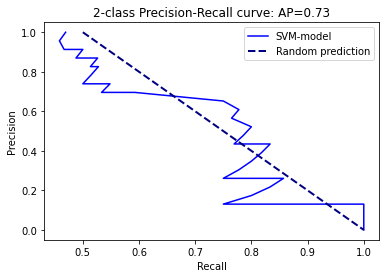 2-class Precision-Recall curve: AP=0.73
SVM-model
Random prediction
Precision
1.0
0.8
0.6
0.4
0.2
0.0
0.5
0.6
0.7
0.8
0.9
1.0
Recall